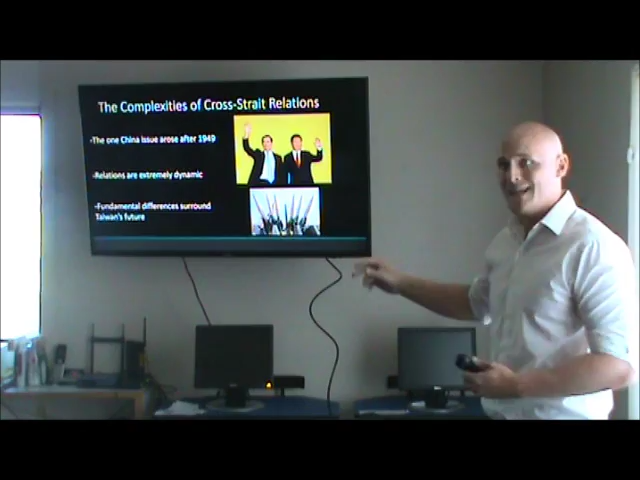 The Complexities of Cross-Strait Relations
-The one China issue arose after 1949
-Relations are extremely dynamic
-Fundamental differences surround
Taiwan's future